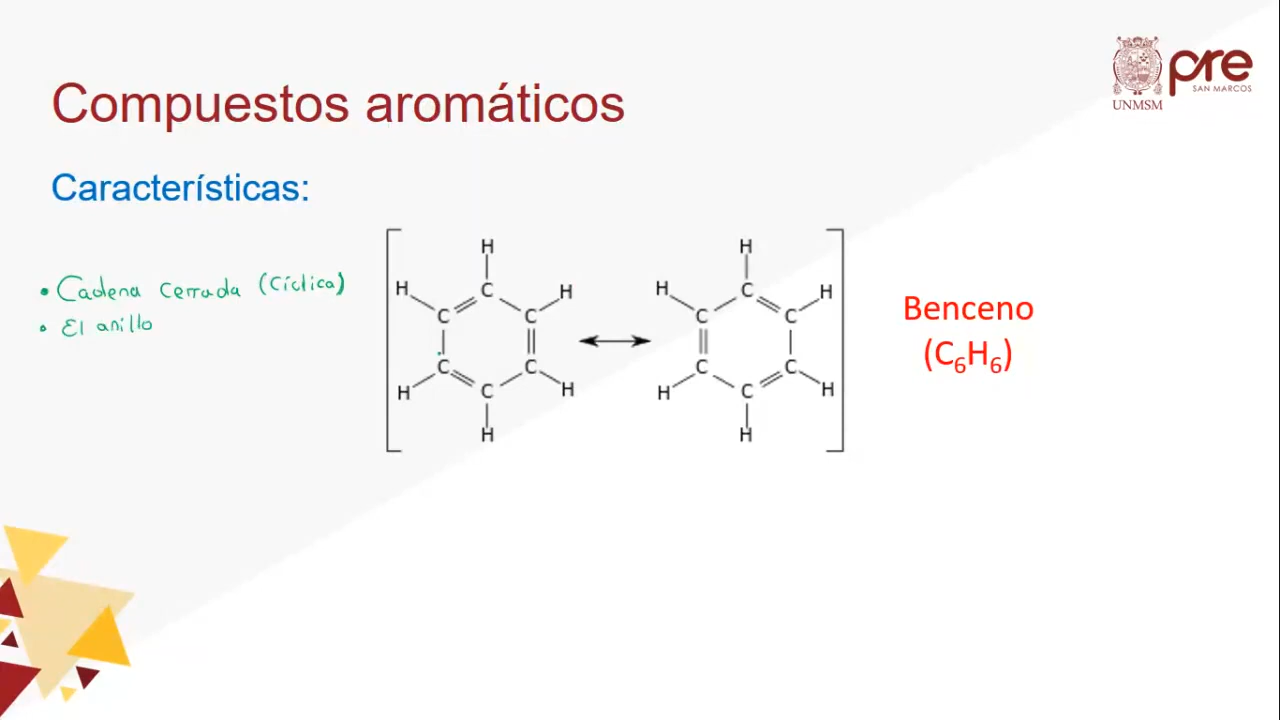 Compuestos aromáticos
pre
SAN MARCOS
UNMSM
Características:
• Cadena cerrada (Cíclica)
• El anillo
H H
H C H H C H
C C C C
C C C C
H C H H C H
H H
Benceno
(C₆H₆)